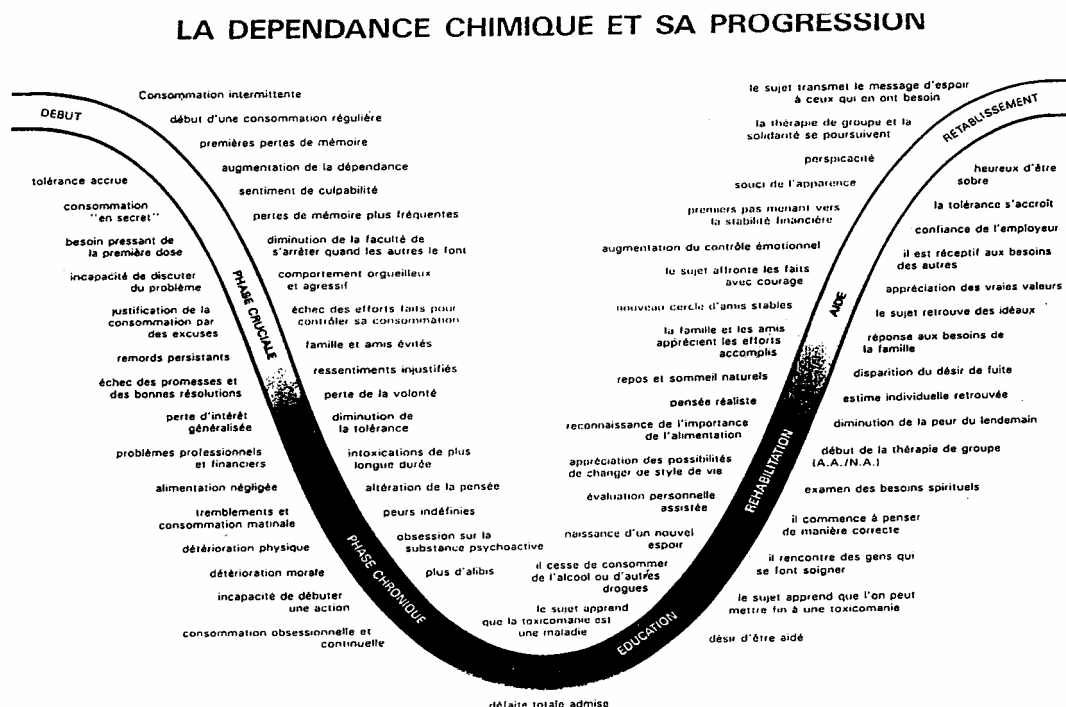 LA DEPENDANCE CHIMIQUE ET SA PROGRESSION
DEBUT
Consommation intermittente
début d'une consommation régulière
premières pertes de mémoire
augmentation de la dépendance
tolérance accrue
sentiment de culpabilité
consommation
"en secret"
pertes de mémoire plus fréquentes
besoin pressant de
la première dose
diminution de la faculté de
s'arrêter quand les autres le font
incapacité de discuter
du problème
comportement orgueilleux
et agressif
PHASE CRUCIALE
justification de la
consommation par
des excuses
échec des efforts faits pour
contrôler sa consommation
remords persistants
famille et amis évités
échec des promesses et
des bonnes résolutions
ressentiments injustifiés
perte de la volonté
perte d'intérêt
généralisée
diminution de
la tolérance
problèmes professionnels
et financiers
intoxications de plus
longue durée
alimentation négligée
altération de la pensée
tremblements et
consommation matinale
peurs indéfinies
détérioration physique
obsession sur la
substance psychoactive
PHASE CHRONIQUE
détérioration morale
plus d'alibis
incapacité de débuter
une action
consommation obsessionnelle et
continuelle
défaite totale admise
le sujet transmet le message d'espoir
à ceux qui en ont besoin
RETABLISSEMENT
la thérapie de groupe et la
solidarité se poursuivent
perspicacité
heureux d'être
sobre
souci de l'apparence
la tolérance s'accroît
premiers pas menant vers
la stabilité financière
confiance de l'employeur
augmentation du contrôle émotionnel
il est réceptif aux besoins
des autres
le sujet affronte les faits
avec courage
appréciation des vraies valeurs
nouveau cercle d'amis stables
AIDE
le sujet retrouve des idéaux
la famille et les amis
apprécient les efforts
accomplis
réponse aux besoins de
la famille
repos et sommeil naturels
disparition du désir de fuite
pensée réaliste
estime individuelle retrouvée
reconnaissance de l'importance
de l'alimentation
diminution de la peur du lendemain
appréciation des possibilités
de changer de style de vie
début de la thérapie de groupe
(A.A./N.A.)
REHABILITATION
évaluation personnelle
assistée
examen des besoins spirituels
naissance d'un nouvel
espoir
il commence à penser
de manière correcte
il cesse de consommer
de l'alcool ou d'autres
drogues
il rencontre des gens qui
se font soigner
le sujet apprend
que la toxicomanie est
une maladie
le sujet apprend que l'on peut
mettre fin à une toxicomanie
EDUCATION
désir d'être aidé